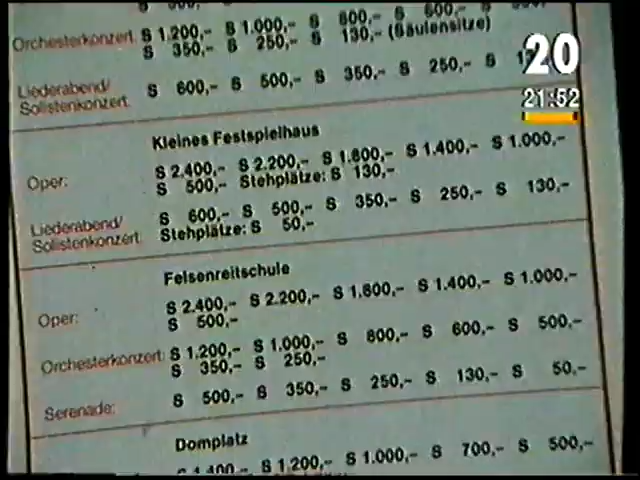 Orchesterkonzert: S 1.200,- S 1.000,- S 800,- S 600,- S
S 350,- S 250,- S 130,- (Säulensitze)
Liederabend/ S 600,- S 500,- S 350,- S 250,- S
Solistenkonzert:
20
21:52
Kleines Festspielhaus
Oper: S 2.400,- S 2.200,- S 1.800,- S 1.400,- S 1.000,-
S 500,- Stehplätze: S 130,-
Liederabend/ S 600,- S 500,- S 350,- S 250,- S 130,-
Solistenkonzert: Stehplätze: S 50,-
Felsenreitschule
Oper: S 2.400,- S 2.200,- S 1.800,- S 1.400,- S 1.000,-
S 500,-
Orchesterkonzert: S 1.200,- S 1.000,- S 800,- S 600,- S 500,-
S 350,- S 250,-
Serenade: S 500,- S 350,- S 250,- S 130,- S 50,-
Domplatz
S 1.400,- S 1.200,- S 1.000,- S 700,- S 500,-